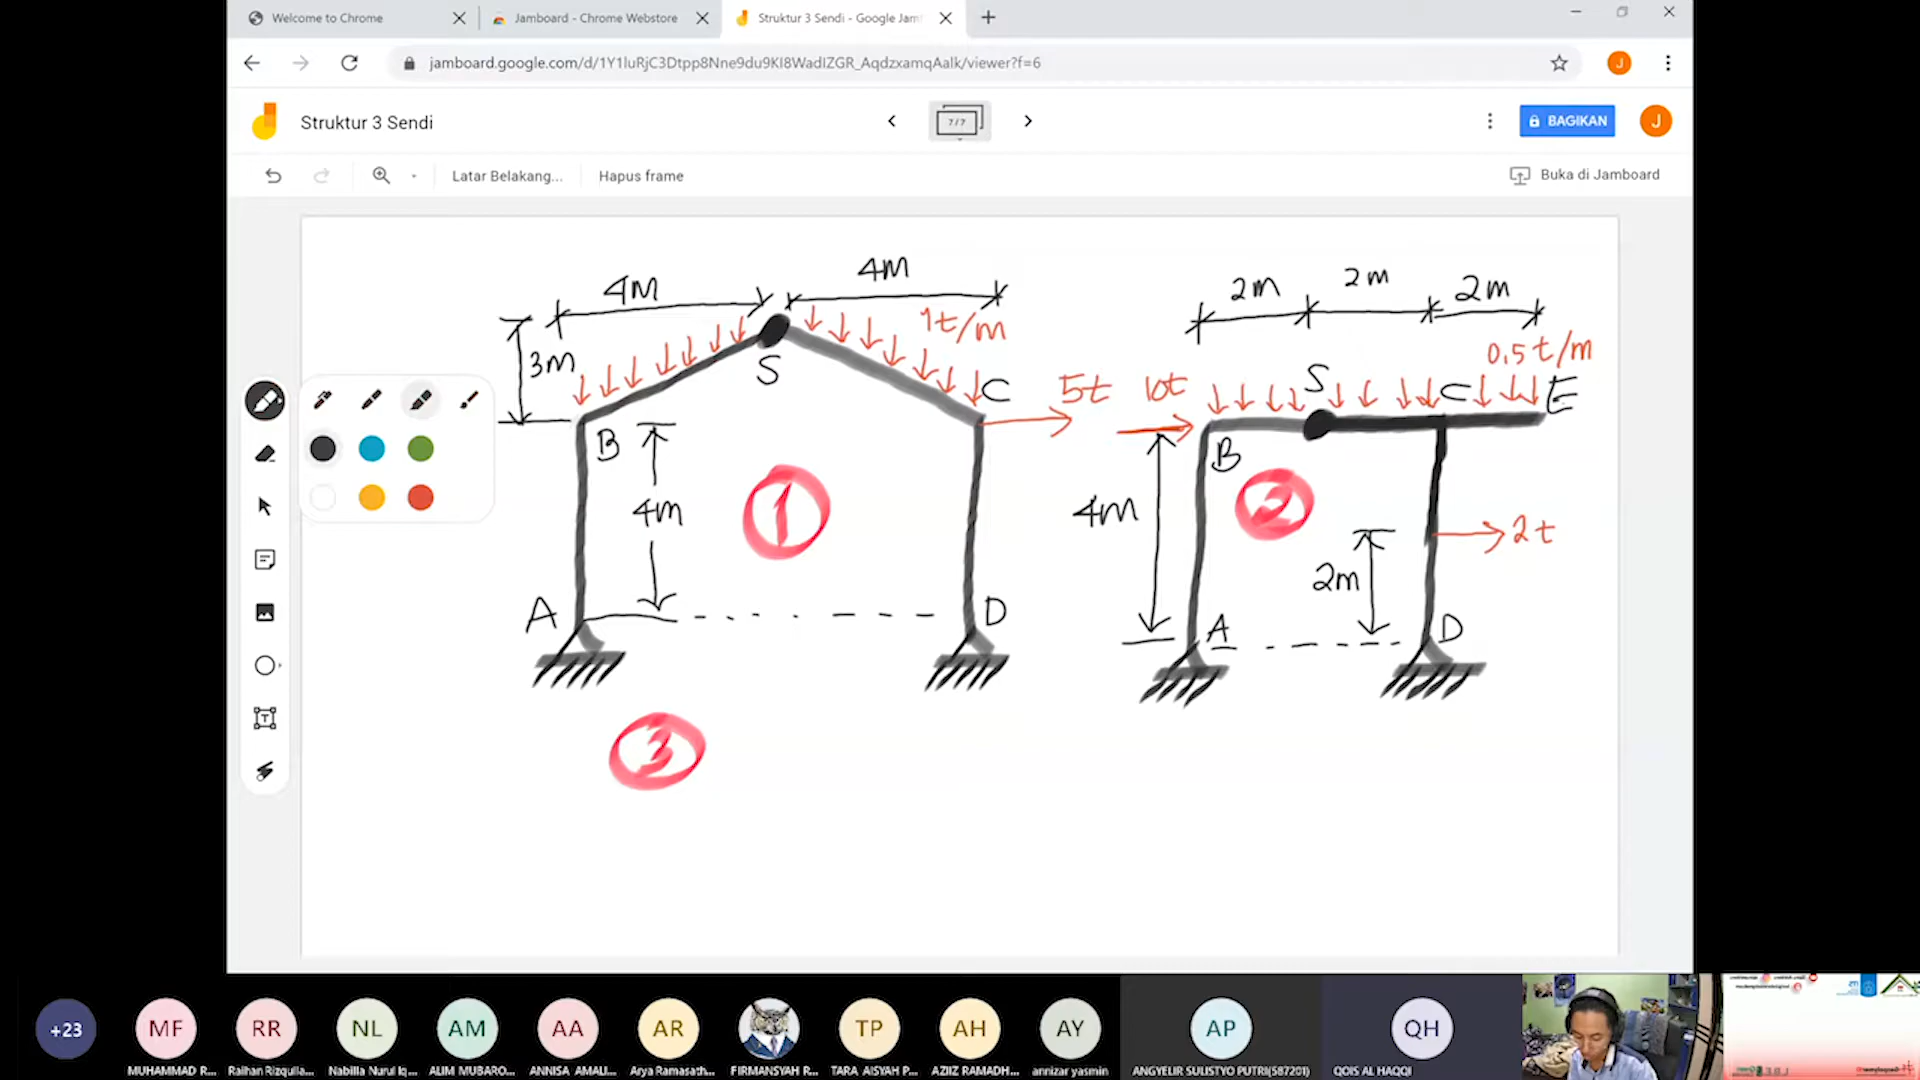 Welcome to Chrome
Jamboard - Chrome Webstore
Struktur 3 Sendi - Google Jam
jamboard.google.com/d/1Y1luRjC3Dtpp8Nne9du9KI8WadIZGR_AqdzxamqAalk/viewer?f=6
J
Struktur 3 Sendi
7/7
BAGIKAN
J
Latar Belakang...
Hapus frame
Buka di Jamboard
4m
4m
1t/m
3m
S
C
5t
B
4m
1
A
D
3
2m
2m
2m
0.5t/m
10t
S
C
E
B
4m
2
2t
2m
A
D
+23
MF
RR
NL
AM
AA
AR
TP
AH
AY
AP
QH
MUHAMMAD R...
Raihan Rizqulla...
Nabilla Nurul Iq...
ALIM MUBARO...
ANNISA AMALI...
Arya Ramasath...
FIRMANSYAH R...
TARA AISYAH P...
AZIIZ RAMADH...
annizar yasmin
ANGYELIR SULISTYO PUTRI(587201)
QOIS AL HAQQI